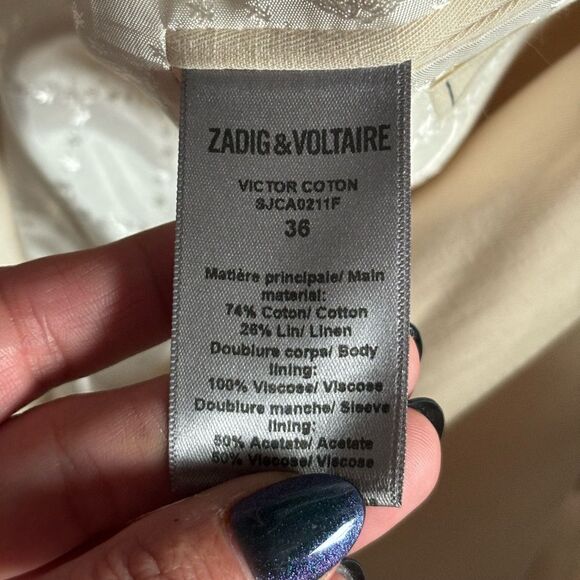 ZADIG&VOLTAIRE
VICTOR COTON
SJCA0211F
36
Matière principale/ Main
material:
74% Coton/ Cotton
26% Lin/ Linen
Doublure corps/ Body
lining:
100% Viscose/ Viscose
Doublure manche/ Sleeve
lining:
50% Acetate/ Acetate
50% Viscose/ Viscose